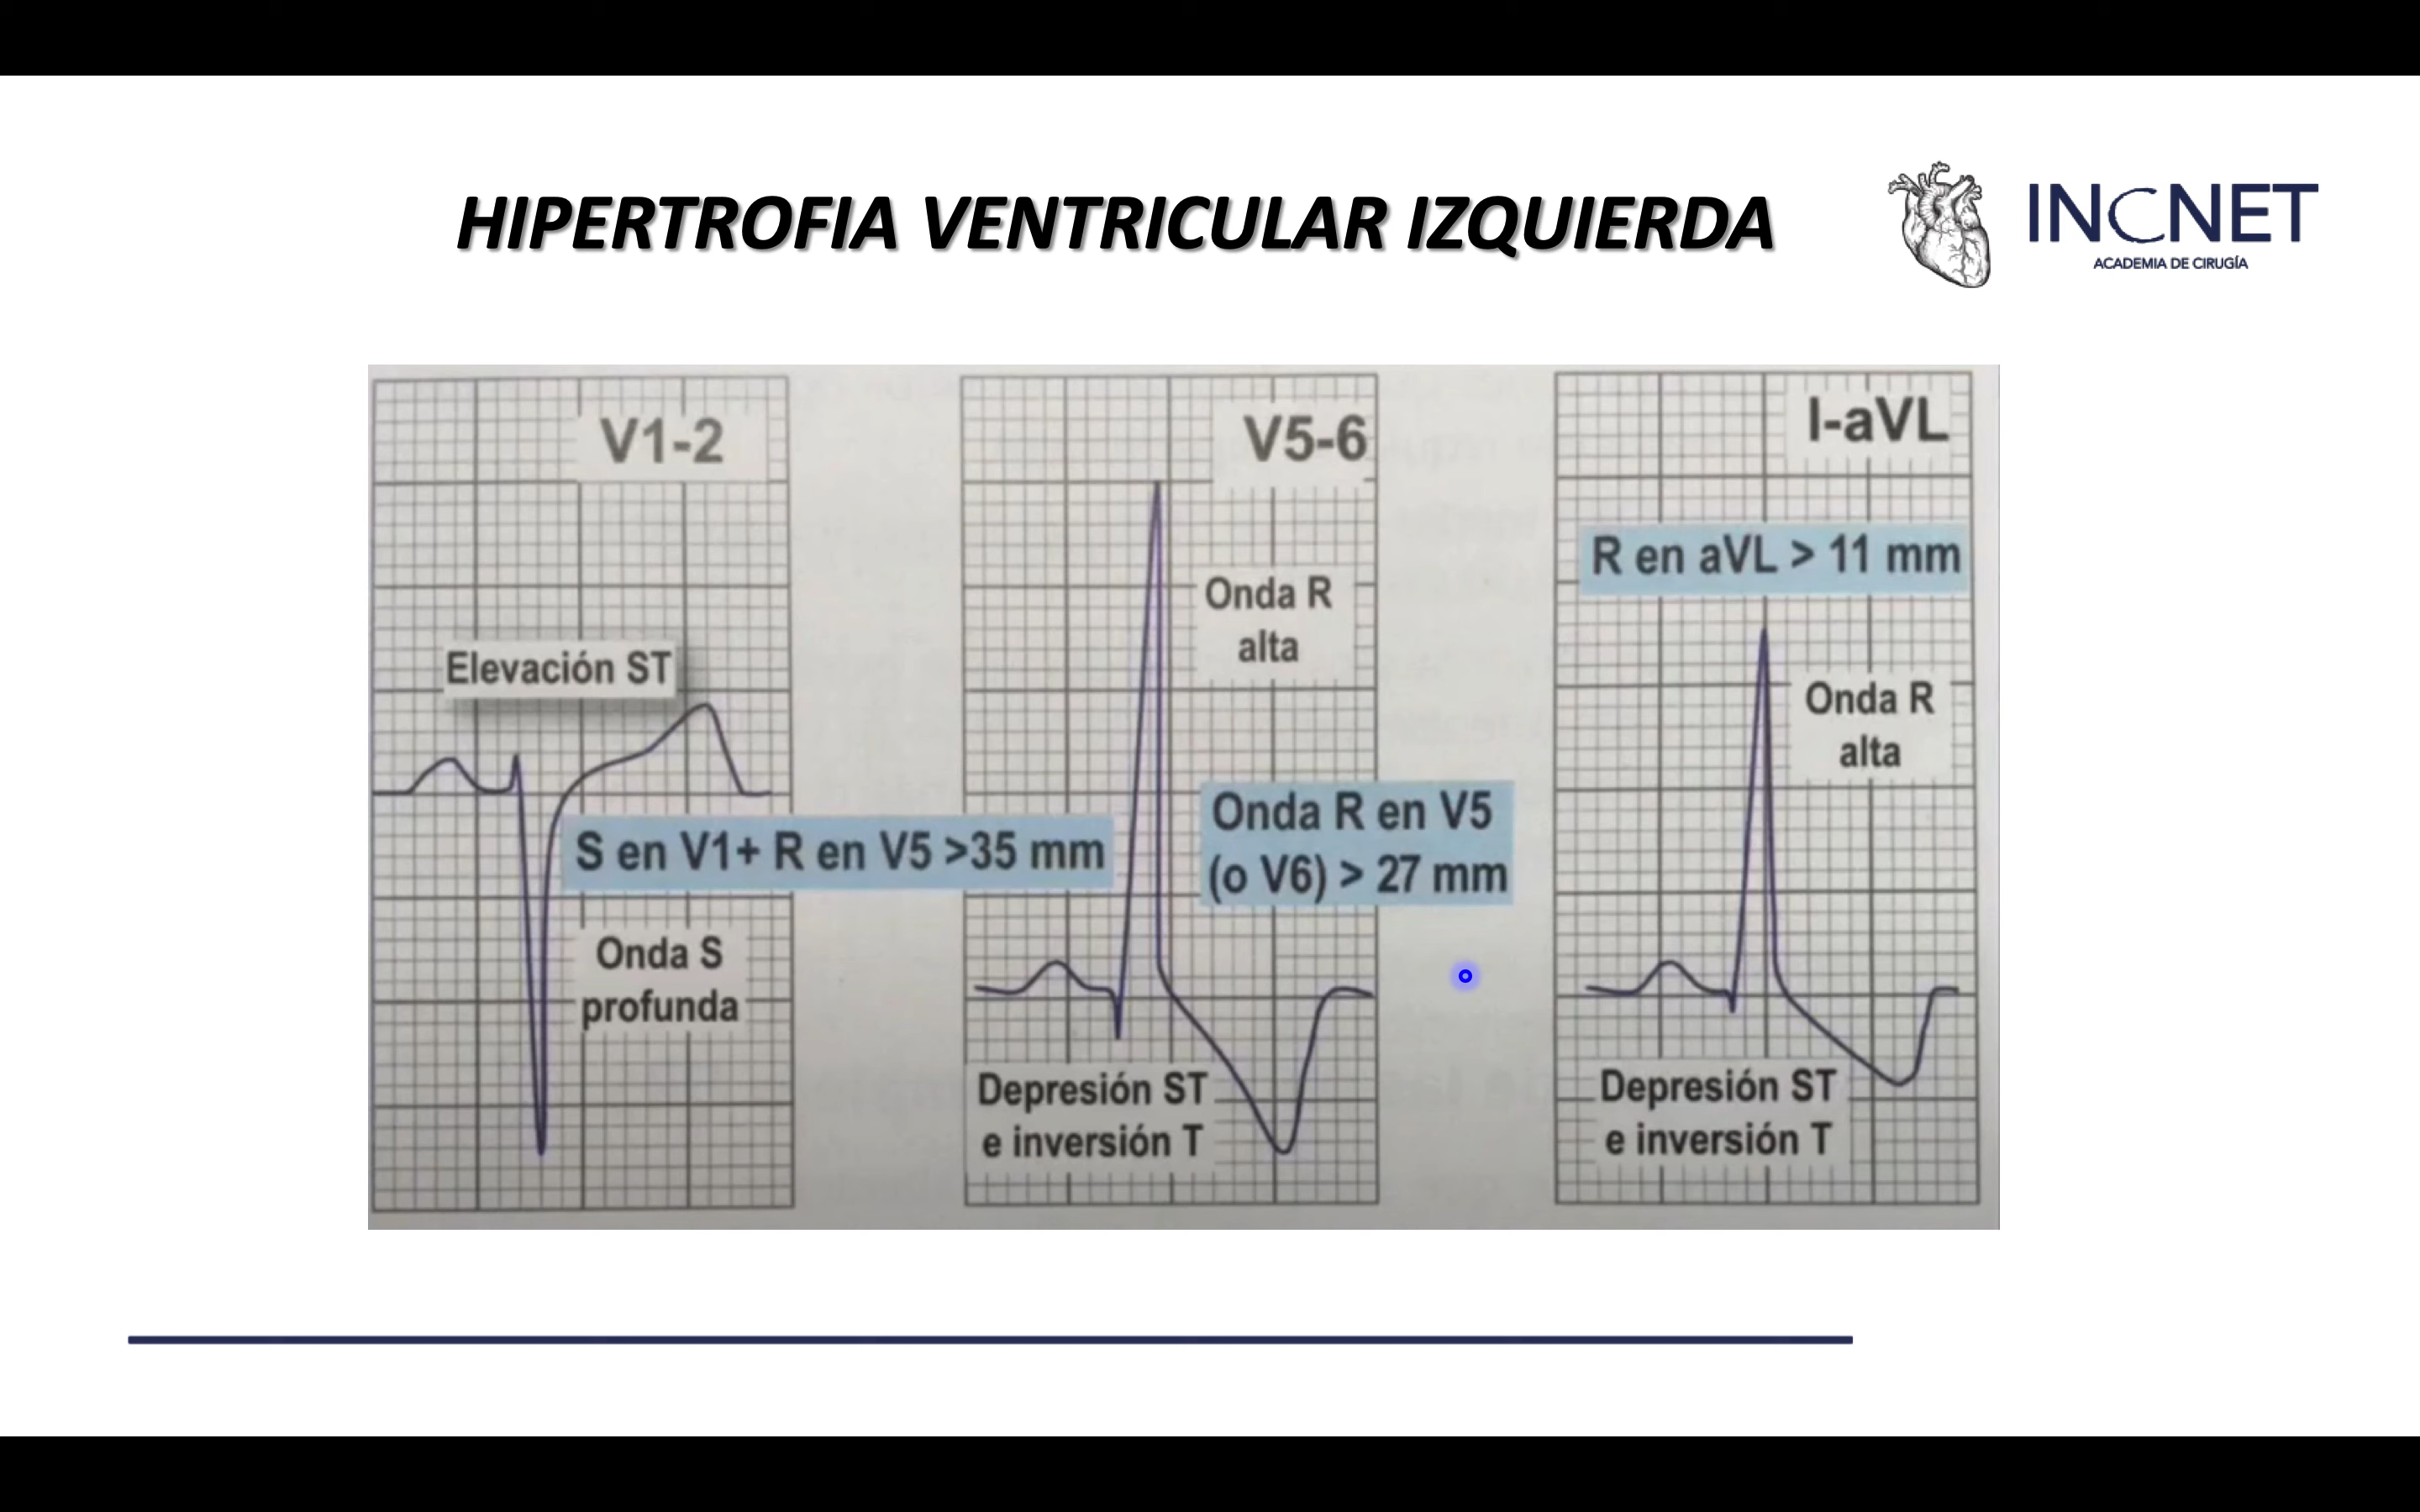 HIPERTROFIA VENTRICULAR IZQUIERDA
INCNET
ACADEMIA DE CIRUGÍA
V1-2
Elevación ST
S en V1+ R en V5 >35 mm
Onda S
profunda
V5-6
Onda R
alta
Onda R en V5
(o V6) > 27 mm
Depresión ST
e inversión T
I-aVL
R en aVL > 11 mm
Onda R
alta
Depresión ST
e inversión T